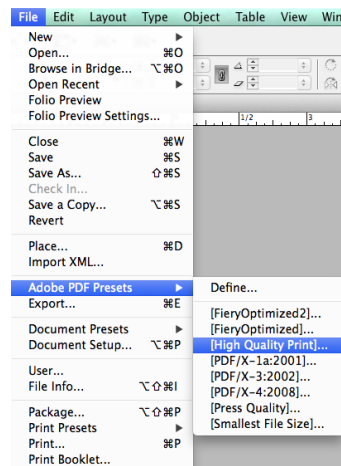 File Edit Layout Type Object Table View
New
Open... ⌘O
Browse in Bridge... ⌥⌘O
Open Recent
Folio Preview
Folio Preview Settings...
1/2 3
Close ⌘W
Save ⌘S
Save As... ⇧⌘S
Check In...
Save a Copy... ⌥⌘S
Revert
Place... ⌘D
Import XML...
Adobe PDF Presets
Define...
Export... ⌘E
[FieryOptimized2]...
Document Presets
[FieryOptimized]...
Document Setup... ⌥⌘P
[High Quality Print]...
[PDF/X-1a:2001]...
User...
[PDF/X-3:2002]...
File Info... ⌥⇧⌘I
[PDF/X-4:2008]...
Package... ⌥⇧⌘P
[Press Quality]...
Print Presets
[Smallest File Size]...
Print... ⌘P
Print Booklet...